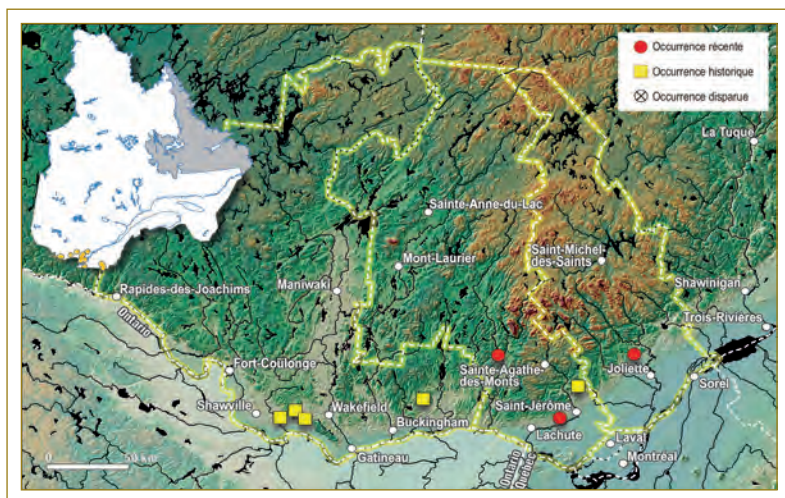 Occurrence récente
Occurrence historique
Occurrence disparue
La Tuque
Sainte-Anne-du-Lac
Saint-Michel-
des-Saints
Mont-Laurier
Maniwaki
Shawinigan
Rapides-des-Joachims
Trois-Rivières
Ontario
Fort-Coulonge
Sainte-Agathe-
des-Monts
Joliette
Sorel
Shawville
Wakefield
Saint-Jérôme
Buckingham
Lachute
Laval
Gatineau
Montréal
Ontario
Québec
0 50 km